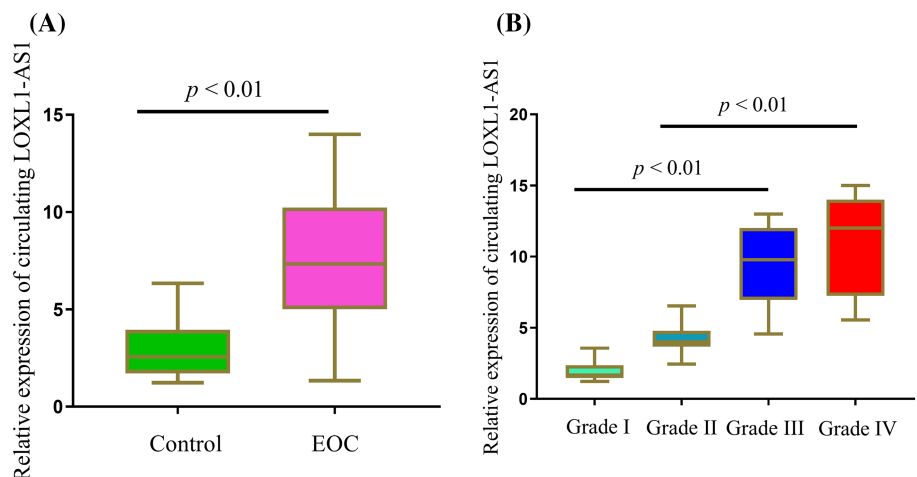 (A)
Relative expression of circulating LOXL1-AS1
p < 0.01
15
10
5
0
Control
EOC
(B)
Relative expression of circulating LOXL1-AS1
p < 0.01
p < 0.01
20
15
10
5
0
Grade I
Grade II
Grade III
Grade IV